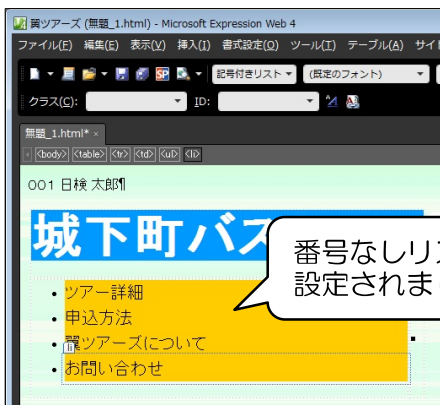 翼ツアーズ (無題_1.html) - Microsoft Expression Web 4
ファイル(F) 編集(E) 表示(V) 挿入(I) 書式設定(O) ツール(T) テーブル(A) サイト
記号付きリスト (既定のフォント)
クラス(C): ID:
無題_1.html* ×
<body> <table> <tr> <td> <ul> <li>
001 日検 太郎¶
城下町バス
番号なしリス
設定されま
・ツアー詳細
・申込方法
li
・翼ツアーズについて
・お問い合わせ